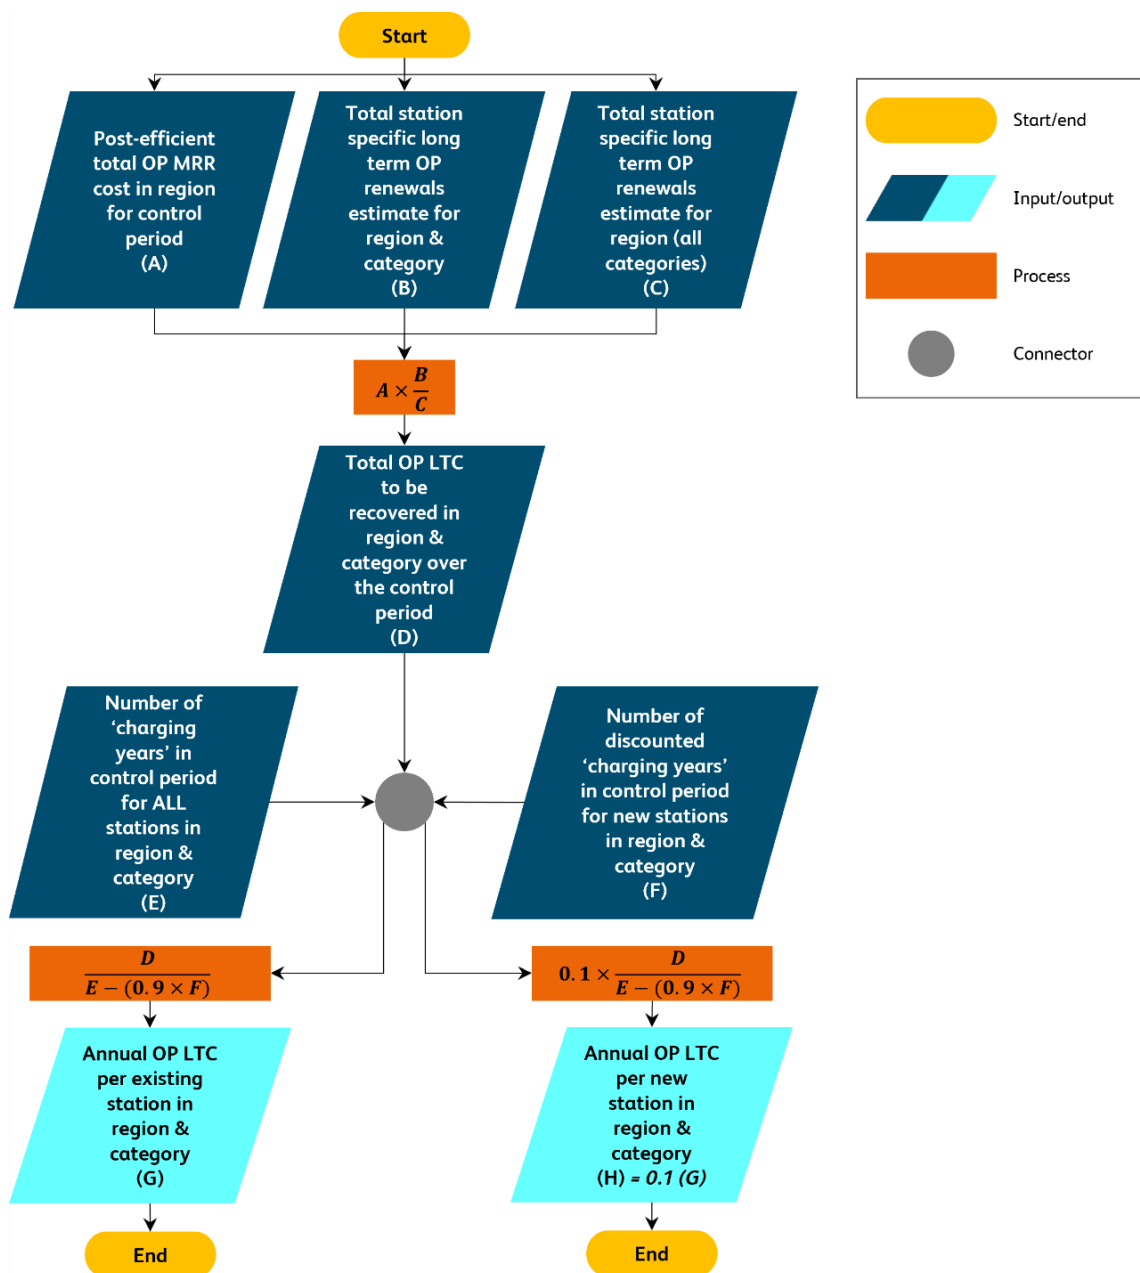 Start
Post-efficient
total OP MRR
cost in region
for control
period
(A)
Total station
specific long
term OP
renewals
estimate for
region &
category
(B)
Total station
specific long
term OP
renewals
estimate for
region (all
categories)
(C)
A × B/C
Total OP LTC
to be
recovered in
region &
category over
the control
period
(D)
Number of
‘charging
years’ in
control period
for ALL
stations in
region &
category
(E)
Number of
discounted
‘charging years’
in control period
for new stations
in region &
category
(F)
D
E − (0.9 × F)
0.1 × D
E − (0.9 × F)
Annual OP LTC
per existing
station in
region &
category
(G)
Annual OP LTC
per new
station in
region &
category
(H) = 0.1 (G)
End
End
Start/end
Input/output
Process
Connector